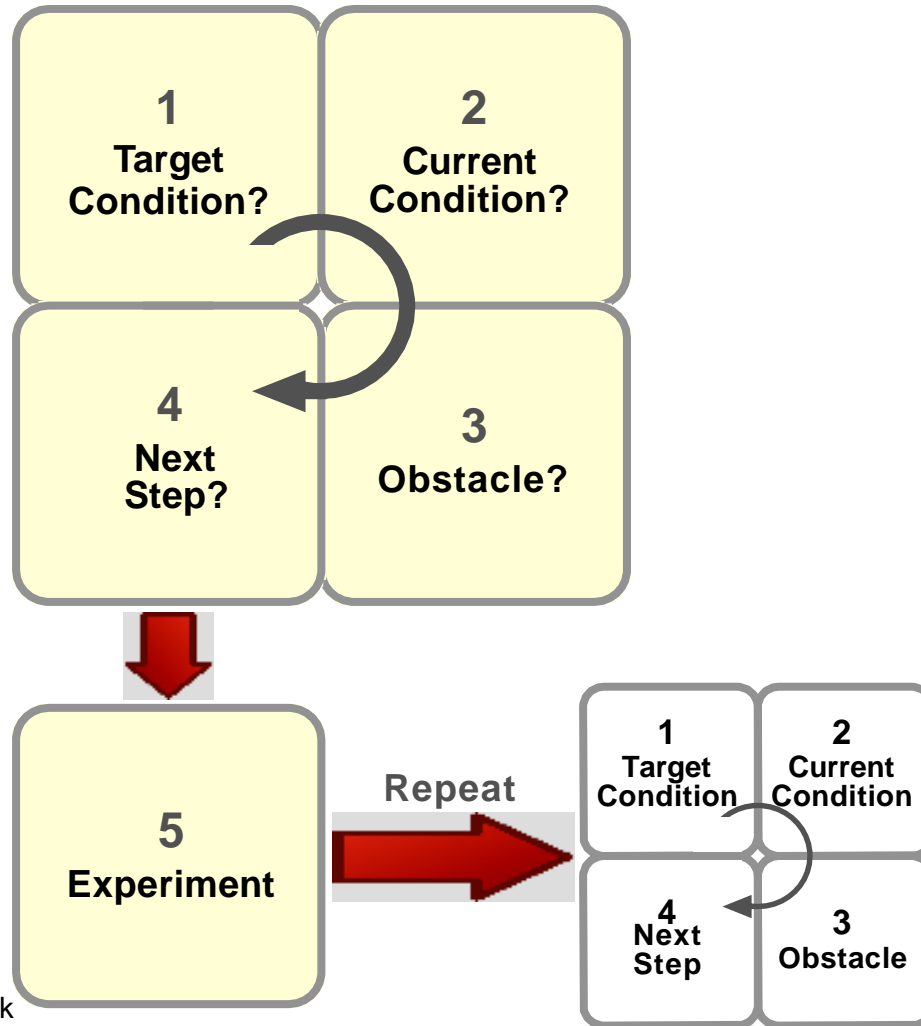 1
Target
Condition?
2
Current
Condition?
4
Next
Step?
3
Obstacle?
5
Experiment
Repeat
1
Target
Condition
2
Current
Condition
4
Next
Step
3
Obstacle
k